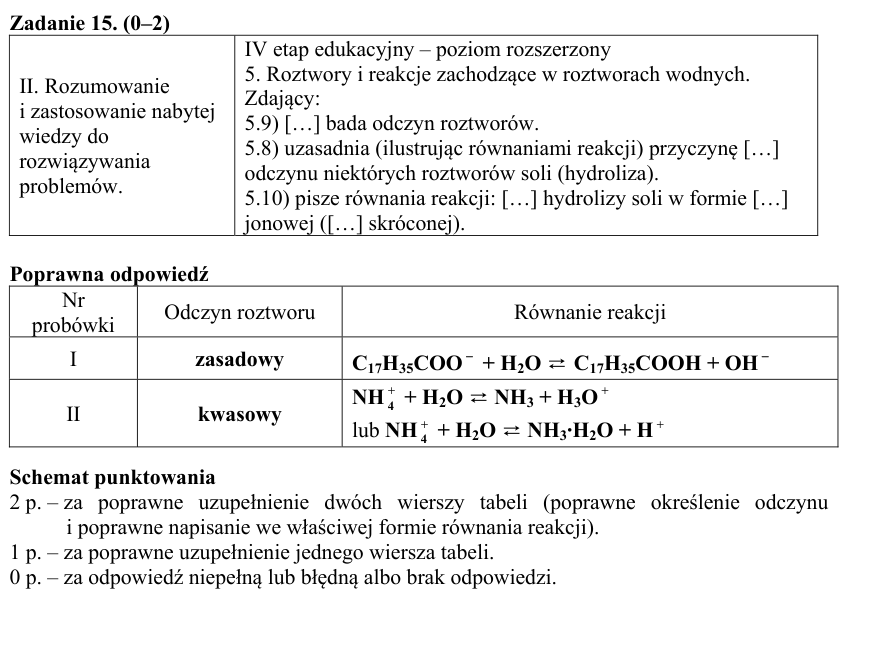 Zadanie 15. (0–2)
II. Rozumowanie
i zastosowanie nabytej
wiedzy do
rozwiązywania
problemów.
IV etap edukacyjny – poziom rozszerzony
5. Roztwory i reakcje zachodzące w roztworach wodnych.
Zdający:
5.9) […] bada odczyn roztworów.
5.8) uzasadnia (ilustrując równaniami reakcji) przyczynę […]
odczynu niektórych roztworów soli (hydroliza).
5.10) pisze równania reakcji: […] hydrolizy soli w formie […]
jonowej ([…] skróconej).
Poprawna odpowiedź
Nr
probówki
Odczyn roztworu
Równanie reakcji
I
zasadowy
C₁₇H₃₅COO⁻ + H₂O ⇄ C₁₇H₃₅COOH + OH⁻
II
kwasowy
NH₄⁺ + H₂O ⇄ NH₃ + H₃O⁺
lub NH₄⁺ + H₂O ⇄ NH₃·H₂O + H⁺
Schemat punktowania
2 p. – za poprawne uzupełnienie dwóch wierszy tabeli (poprawne określenie odczynu
i poprawne napisanie we właściwej formie równania reakcji).
1 p. – za poprawne uzupełnienie jednego wiersza tabeli.
0 p. – za odpowiedź niepełną lub błędną albo brak odpowiedzi.